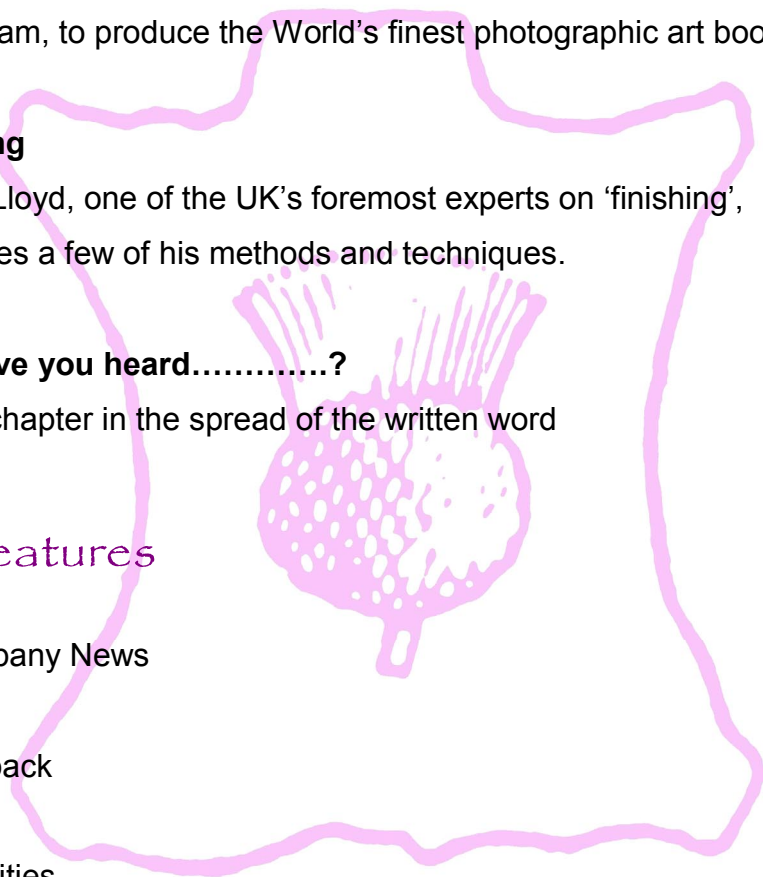 am, to produce the World’s finest photographic art boo
ng
Lloyd, one of the UK’s foremost experts on ‘finishing’,
es a few of his methods and techniques.
ve you heard………….?
chapter in the spread of the written word
eatures
pany News
back
ities